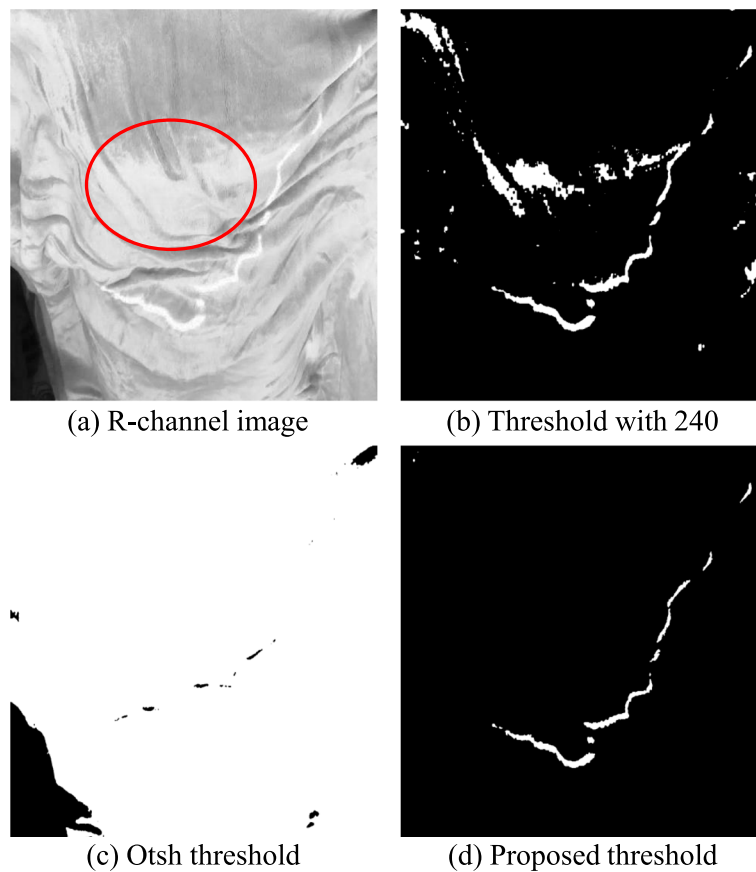 (a) R-channel image
(b) Threshold with 240
(c) Otsh threshold
(d) Proposed threshold